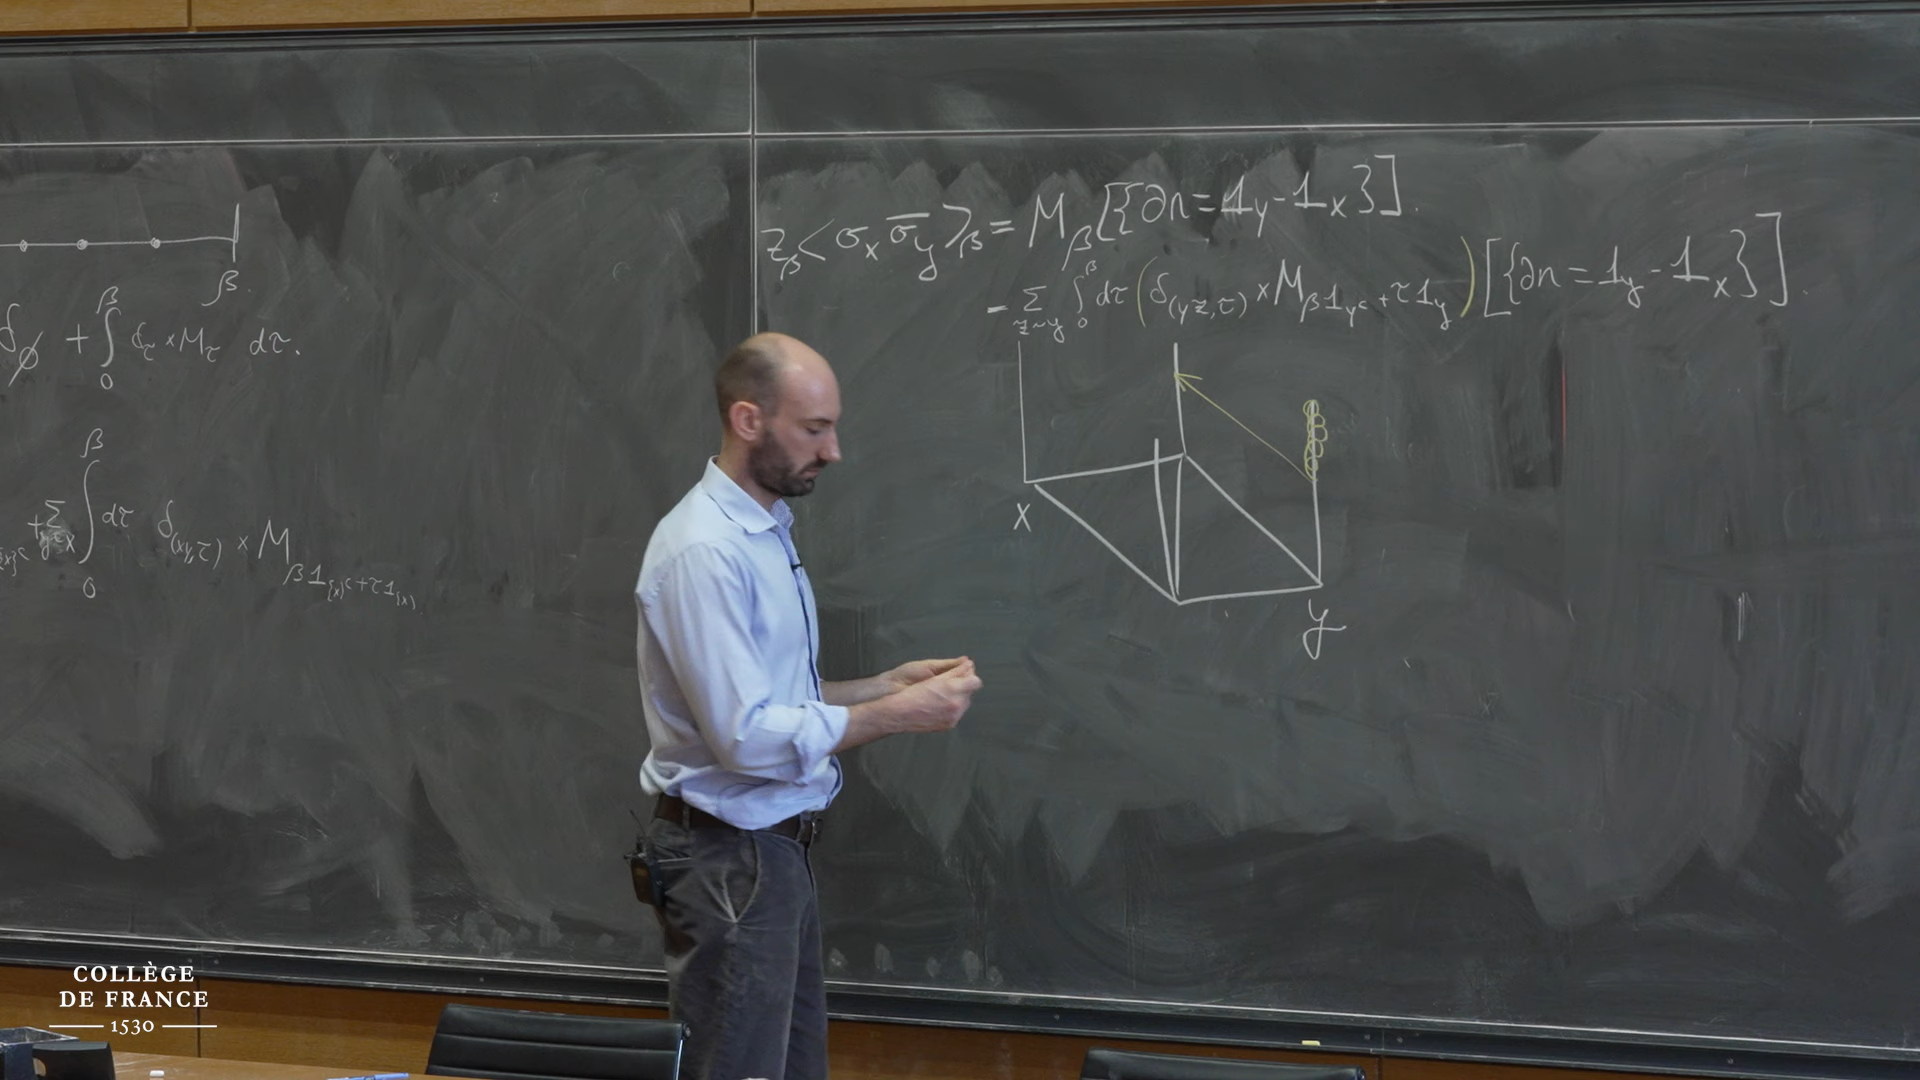 β
δ_∅ + ∫_0^β δ_τ × M_τ dτ.
+ Σ_{y~x} ∫_0^β dτ δ_{(xy,τ)} × M_{β1_{{x}^c} + τ1_{{x}}}
Z_β < σ_x σ̄_y >_β = M_β [{∂n = 1_y - 1_x}].
- Σ_{z~y} ∫_0^β dτ ( δ_{(yz,τ)} × M_{β1_{y^c} + τ1_y} ) [{∂n = 1_y - 1_x}].
x
y
COLLÈGE
DE FRANCE
1530